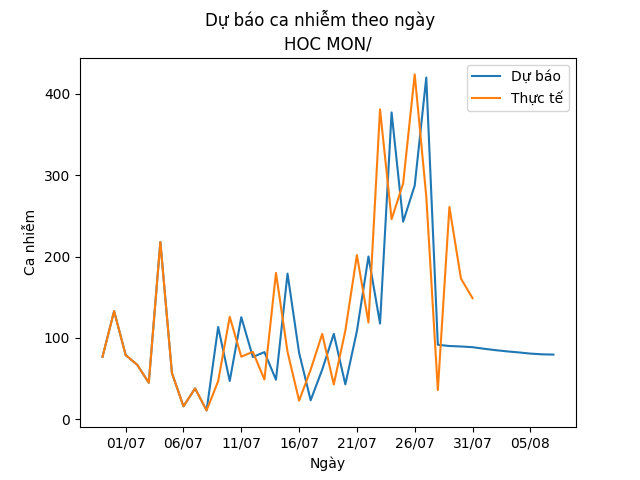 Dự báo ca nhiễm theo ngày
HOC MON/
Dự báo
Thực tế
Ca nhiễm
400
300
200
100
0
01/07 06/07 11/07 16/07 21/07 26/07 31/07 05/08
Ngày